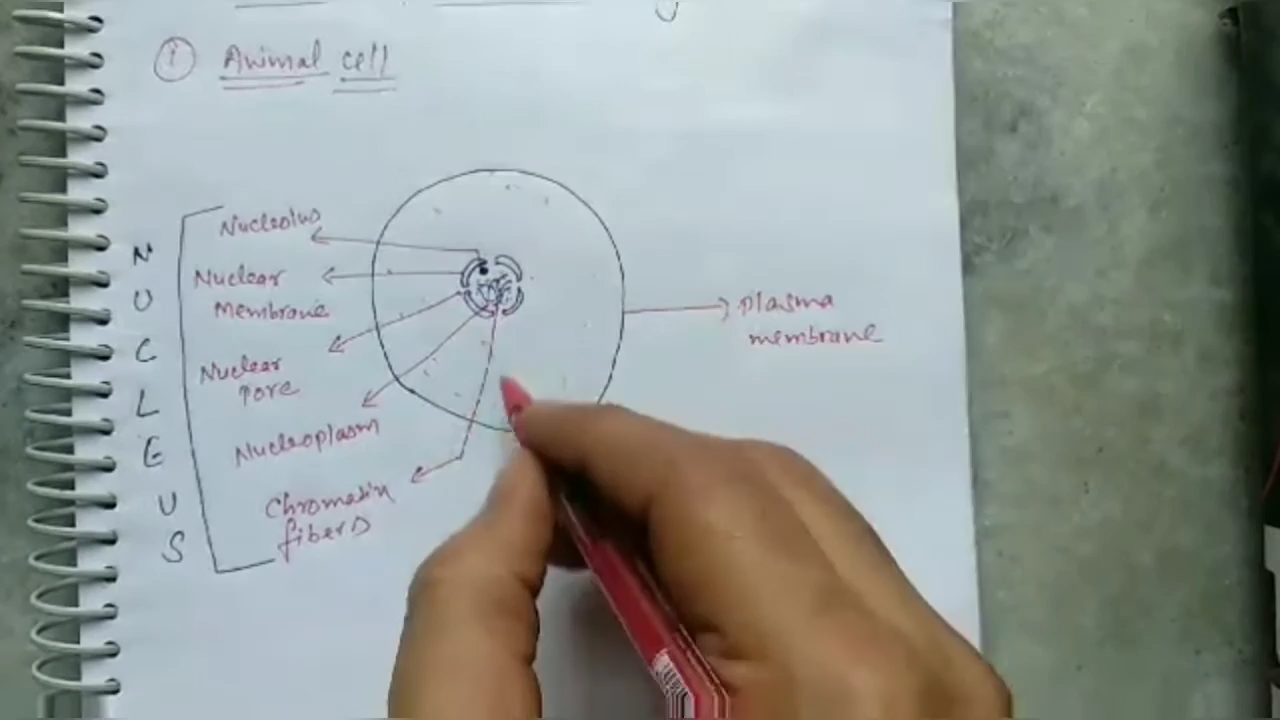 ① Animal cell
Nucleolus
Nuclear
membrane
Nuclear
pore
Nucleoplasm
Chromatin
fibers
N
U
C
L
E
U
S
plasma
membrane